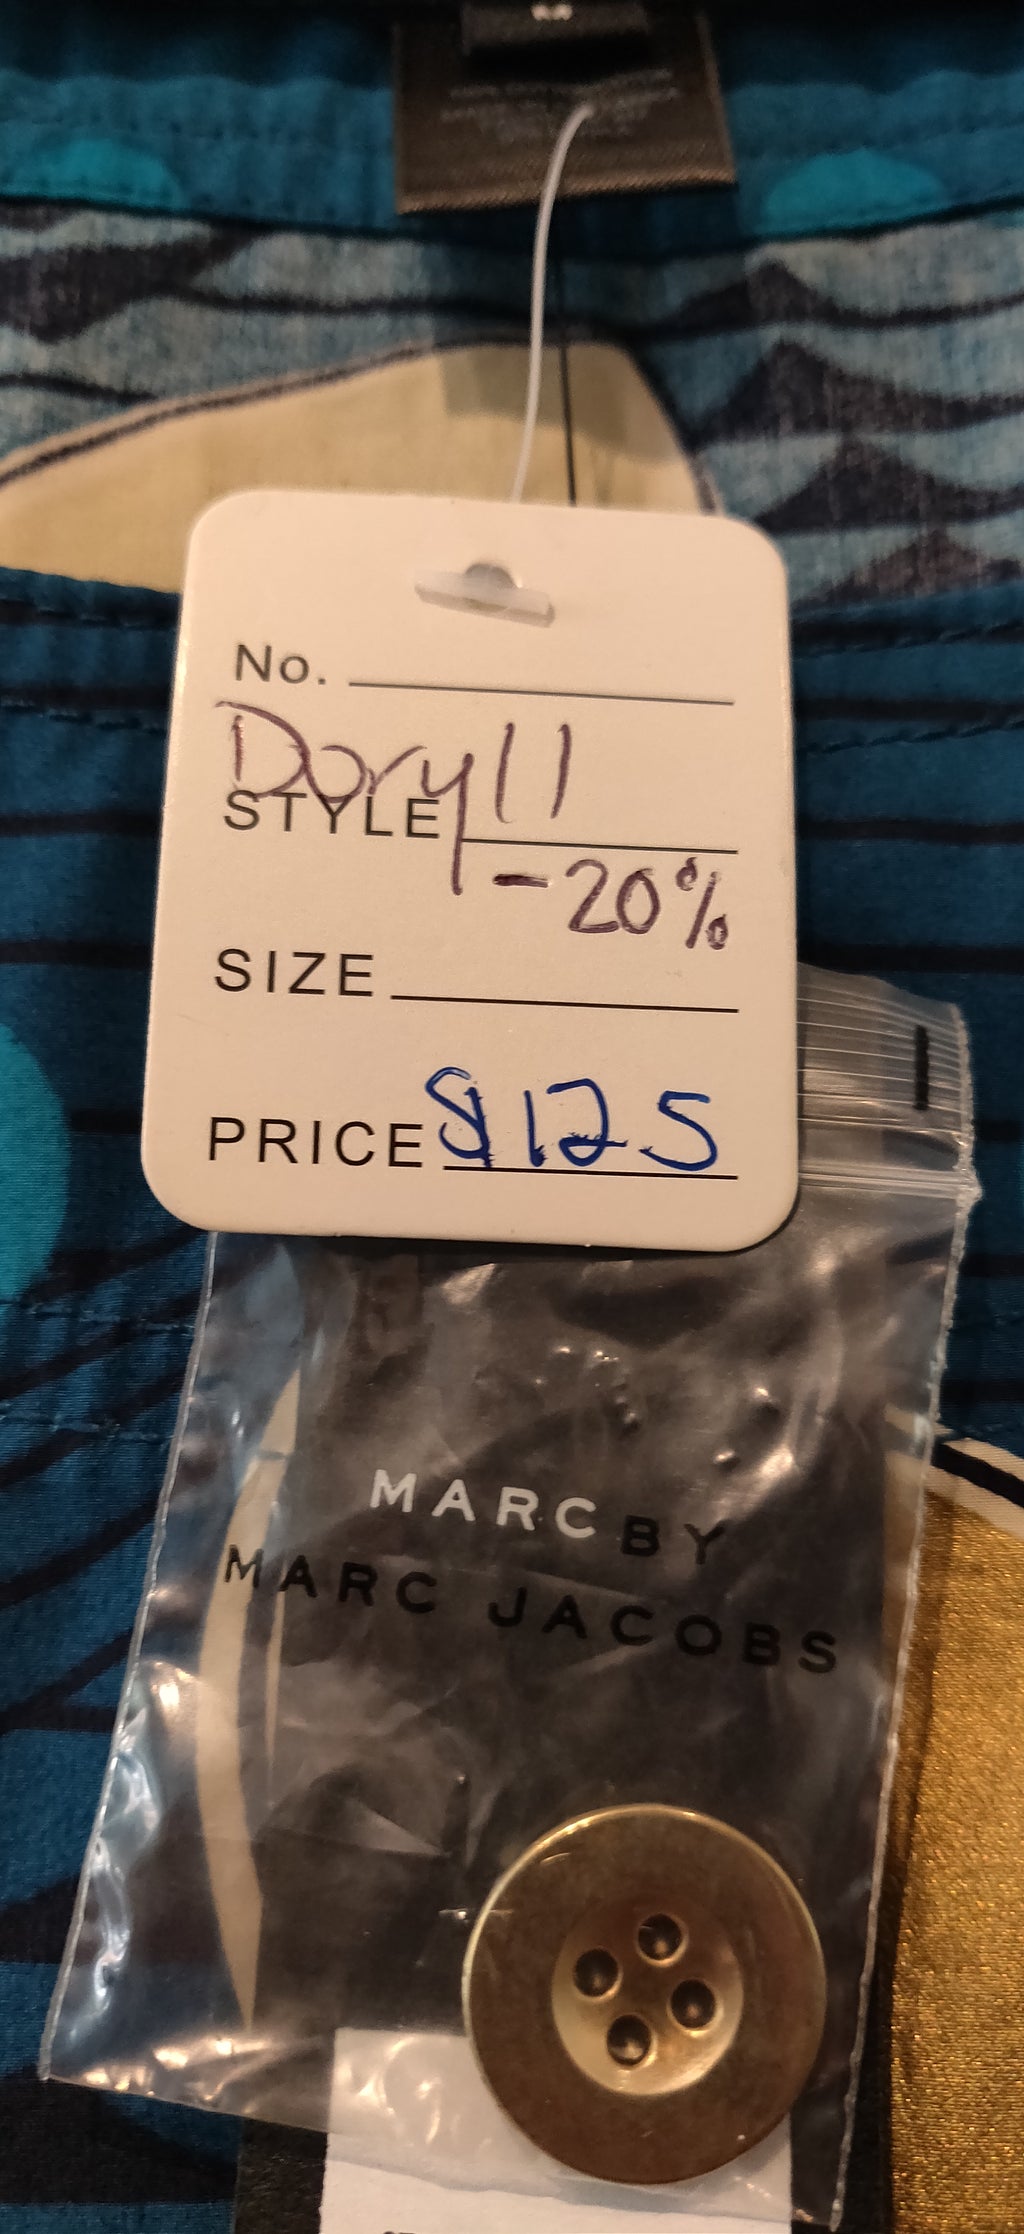 M
No.
Doryll
STYLE
-20%
SIZE
PRICE $125
MARC BY
MARC JACOBS